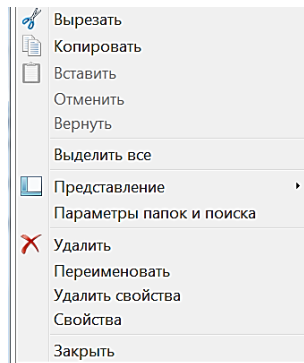 Вырезать
Копировать
Вставить
Отменить
Вернуть
Выделить все
Представление
Параметры папок и поиска
Удалить
Переименовать
Удалить свойства
Свойства
Закрыть